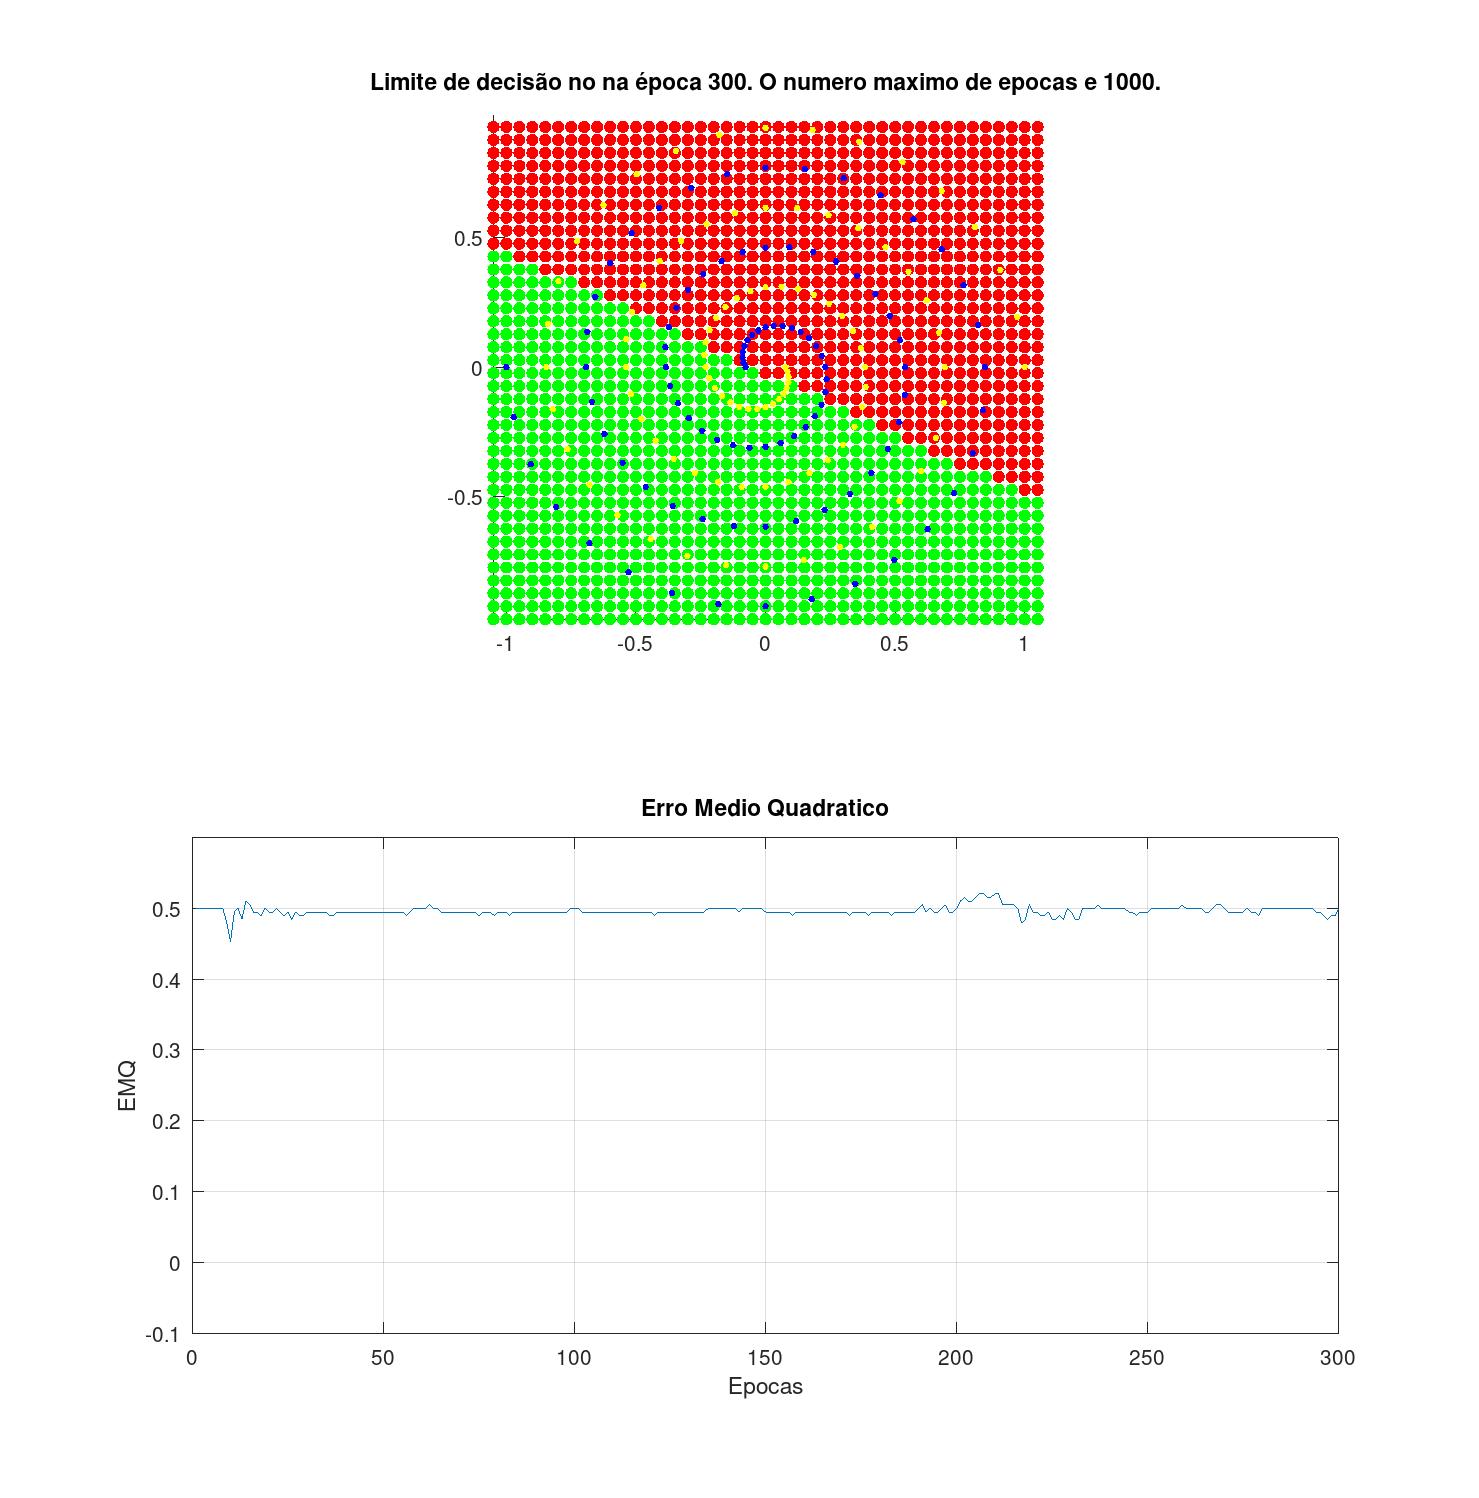 Limite de decisão no na época 300. O numero maximo de epocas e 1000.
0.5
0
-0.5
-1 -0.5 0 0.5 1
Erro Medio Quadratico
0.5
0.4
0.3
0.2
0.1
0
-0.1
EMQ
0 50 100 150 200 250 300
Epocas